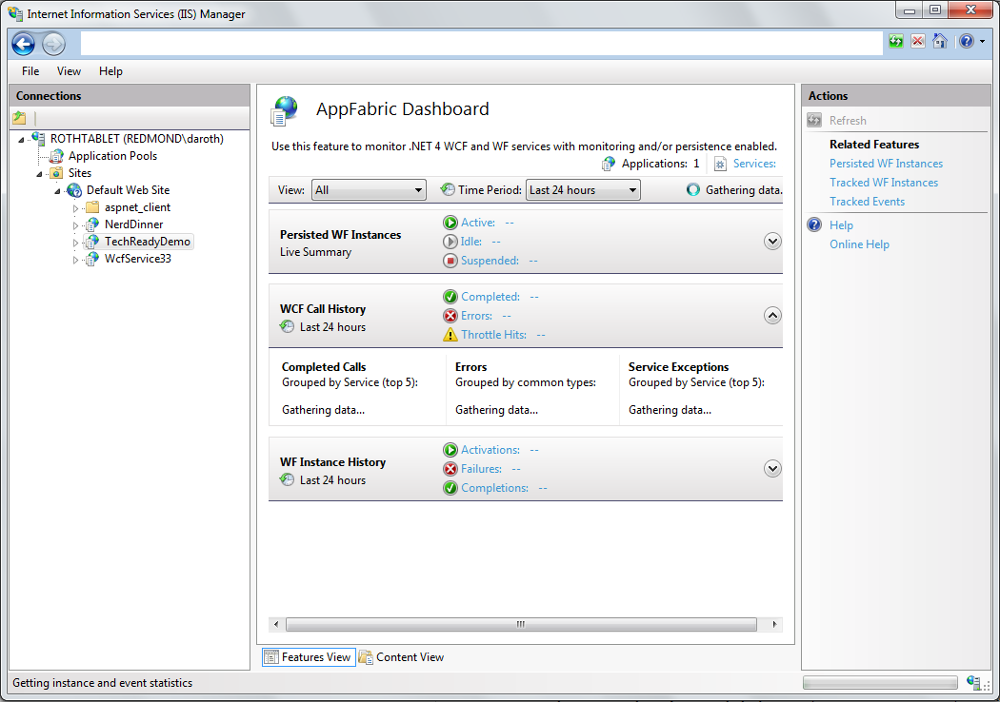 Internet Information Services (IIS) Manager
File View Help
Connections
ROTHTABLET (REDMOND\daroth)
Application Pools
Sites
Default Web Site
aspnet_client
NerdDinner
TechReadyDemo
WcfService33
AppFabric Dashboard
Use this feature to monitor .NET 4 WCF and WF services with monitoring and/or persistence enabled.
Applications: 1 Services:
View: All Time Period: Last 24 hours Gathering data.
Persisted WF Instances
Live Summary
Active: --
Idle: --
Suspended: --
WCF Call History
Last 24 hours
Completed: --
Errors: --
Throttle Hits: --
Completed Calls
Grouped by Service (top 5):
Gathering data...
Errors
Grouped by common types:
Gathering data...
Service Exceptions
Grouped by Service (top 5):
Gathering data...
WF Instance History
Last 24 hours
Activations: --
Failures: --
Completions: --
Features View Content View
Actions
Refresh
Related Features
Persisted WF Instances
Tracked WF Instances
Tracked Events
Help
Online Help
Getting instance and event statistics